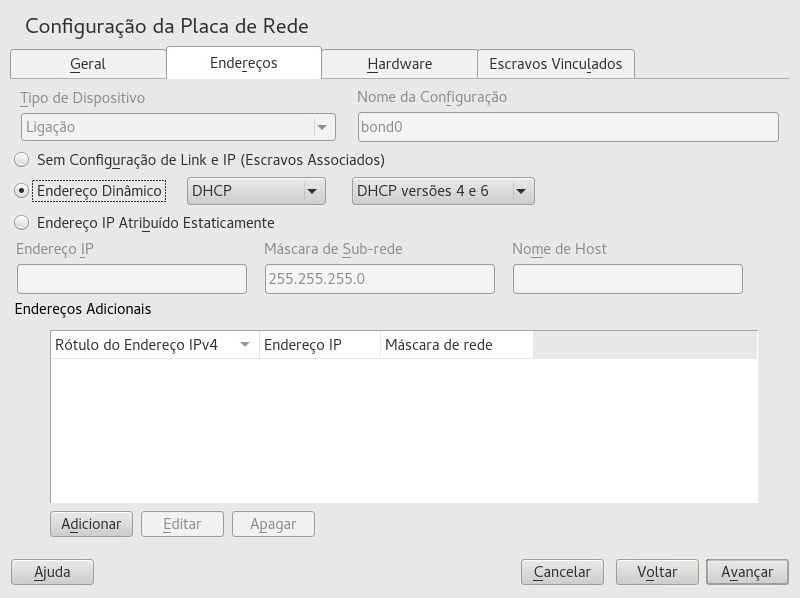 Configuração da Placa de Rede
Geral Endereços Hardware Escravos Vinculados
Tipo de Dispositivo Nome da Configuração
Ligação bond0
Sem Configuração de Link e IP (Escravos Associados)
Endereço Dinâmico DHCP DHCP versões 4 e 6
Endereço IP Atribuído Estaticamente
Endereço IP Máscara de Sub-rede Nome de Host
255.255.255.0
Endereços Adicionais
Rótulo do Endereço IPv4 Endereço IP Máscara de rede
Adicionar Editar Apagar
Ajuda Cancelar Voltar Avançar